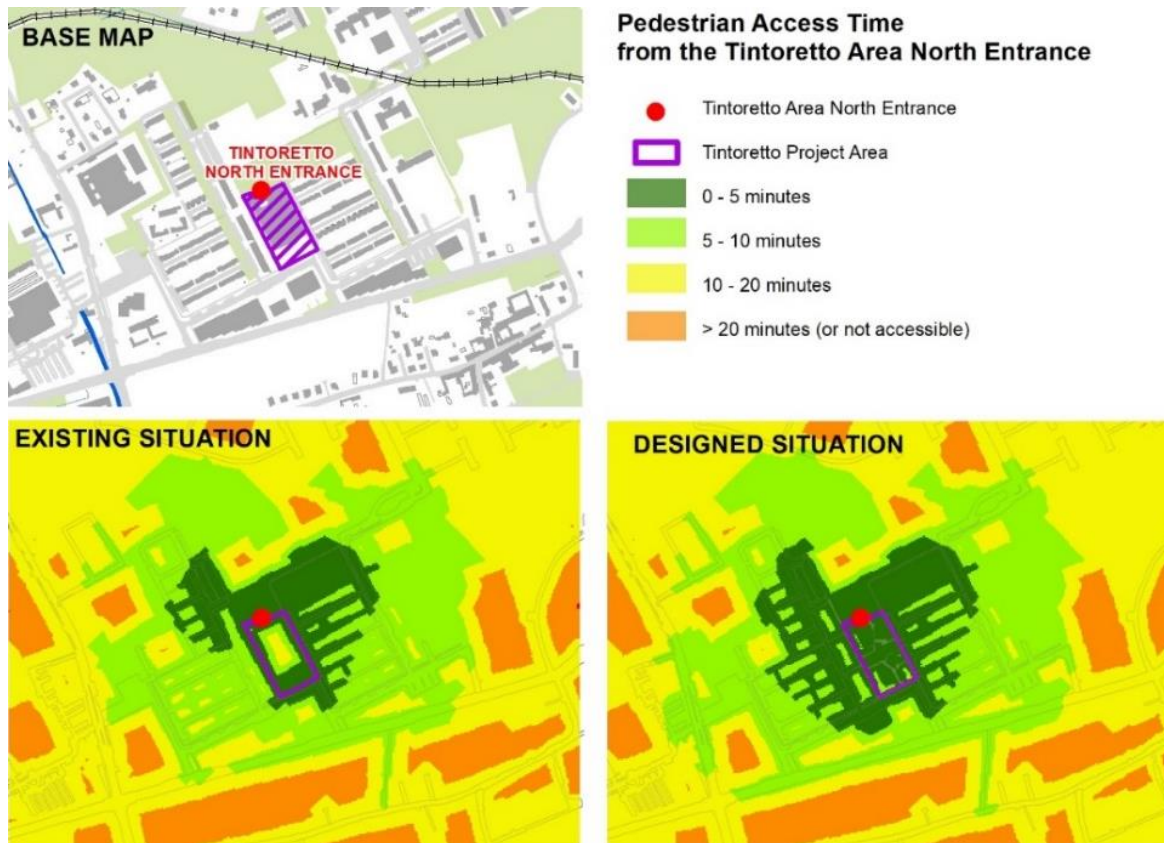 BASE MAP
TINTORETTO
NORTH ENTRANCE
Pedestrian Access Time
from the Tintoretto Area North Entrance
Tintoretto Area North Entrance
Tintoretto Project Area
0 - 5 minutes
5 - 10 minutes
10 - 20 minutes
> 20 minutes (or not accessible)
EXISTING SITUATION
DESIGNED SITUATION